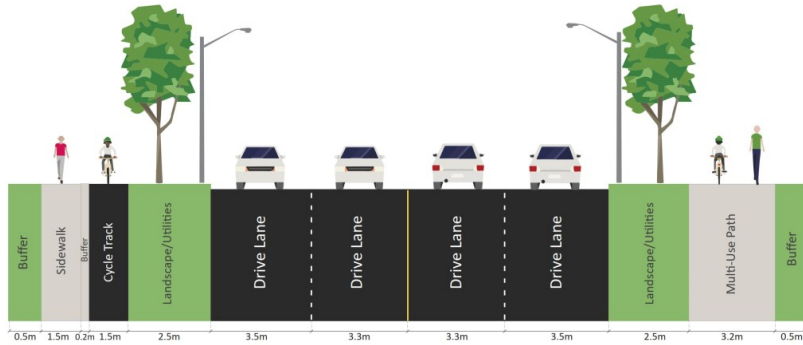 Buffer
Sidewalk
Buffer
Cycle Track
Landscape/Utilities
Drive Lane
Drive Lane
Drive Lane
Drive Lane
Landscape/Utilities
Multi-Use Path
Buffer
0.5m 1.5m 0.2m 1.5m 2.5m 3.5m 3.3m 3.3m 3.5m 2.5m 3.2m 0.5m